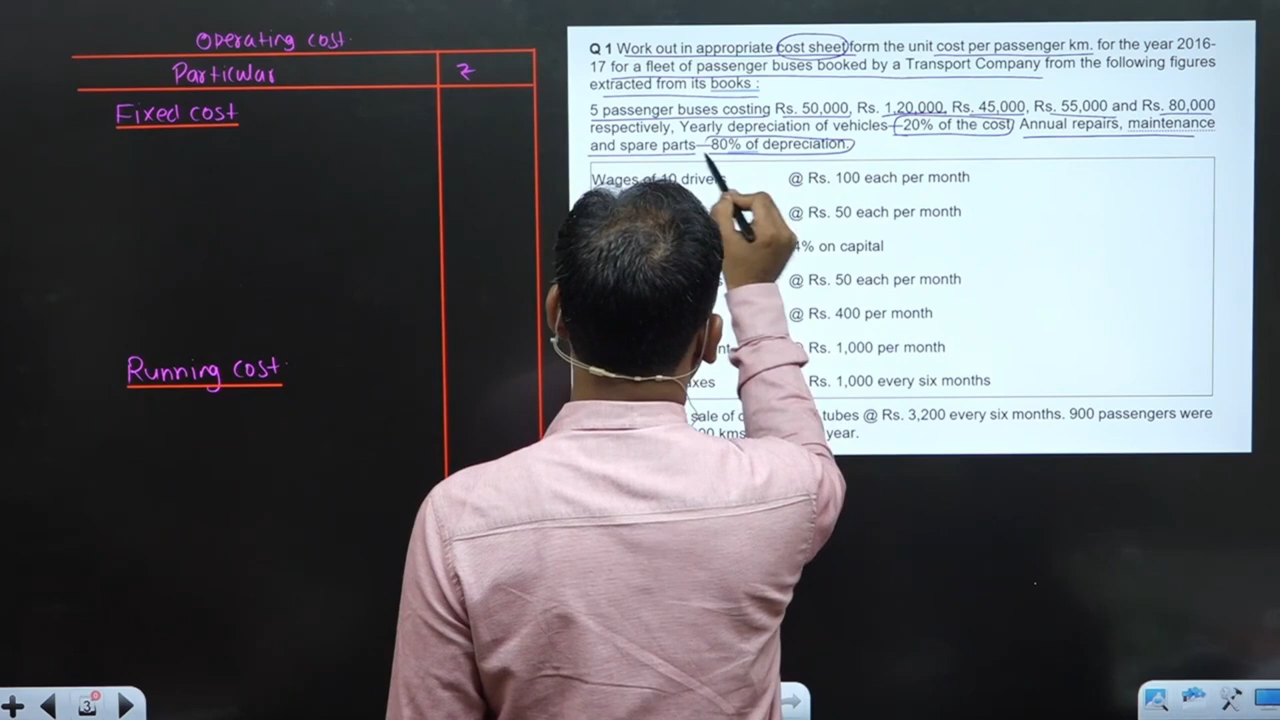 Operating cost.
Particular ₹
Fixed cost
Running cost.
Q 1 Work out in appropriate cost sheet form the unit cost per passenger km. for the year 2016-
17 for a fleet of passenger buses booked by a Transport Company from the following figures
extracted from its books :
5 passenger buses costing Rs. 50,000, Rs. 1,20,000, Rs. 45,000, Rs. 55,000 and Rs. 80,000
respectively, Yearly depreciation of vehicles—20% of the cost, Annual repairs, maintenance
and spare parts—80% of depreciation.
Wages of 10 drivers @ Rs. 100 each per month
@ Rs. 50 each per month
4% on capital
@ Rs. 50 each per month
@ Rs. 400 per month
Rs. 1,000 per month
Rs. 1,000 every six months
sale of tubes @ Rs. 3,200 every six months. 900 passengers were
kms year.
3